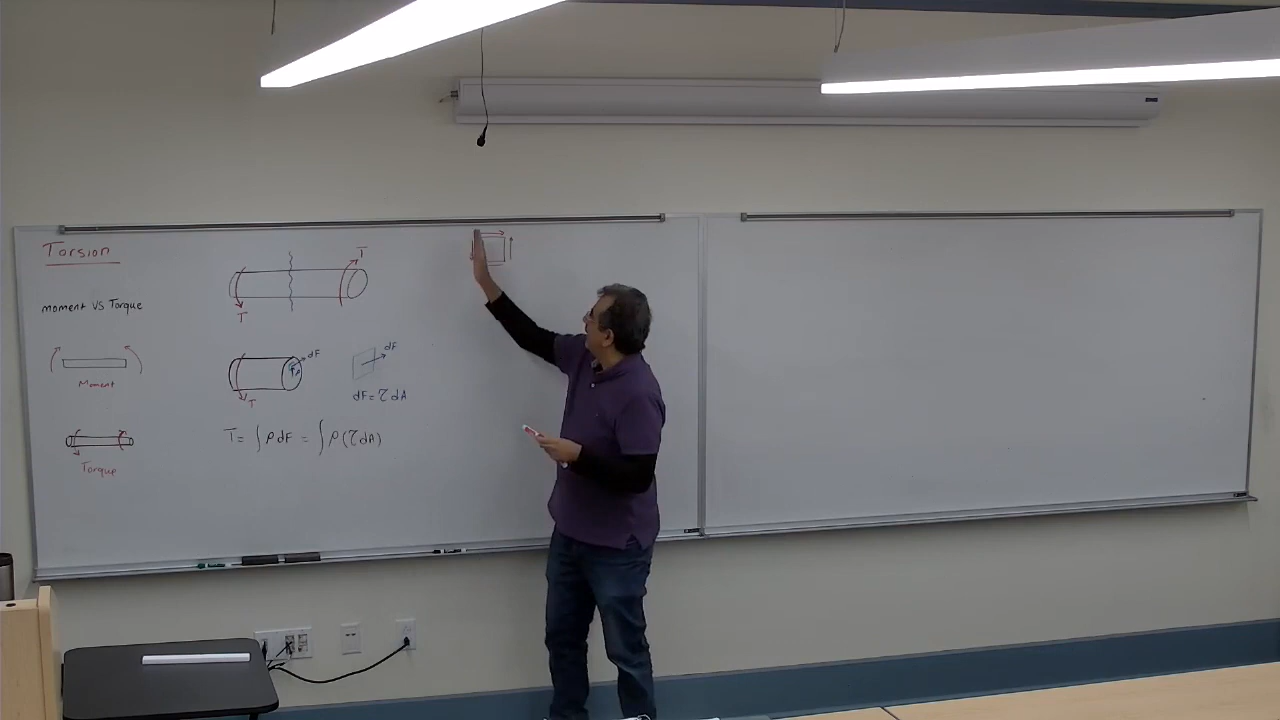 Torsion
moment VS Torque
Moment
Torque
T
T
dF
T
dF
dF = τ dA
T = ∫ ρ dF = ∫ ρ (τ dA)